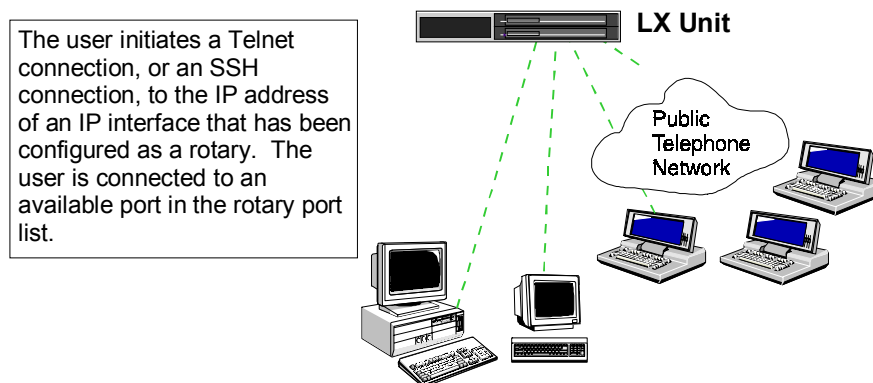 The user initiates a Telnet
connection, or an SSH
connection, to the IP address
of an IP interface that has been
configured as a rotary.  The
user is connected to an
available port in the rotary port
list.
LX Unit
Public
Telephone
Network